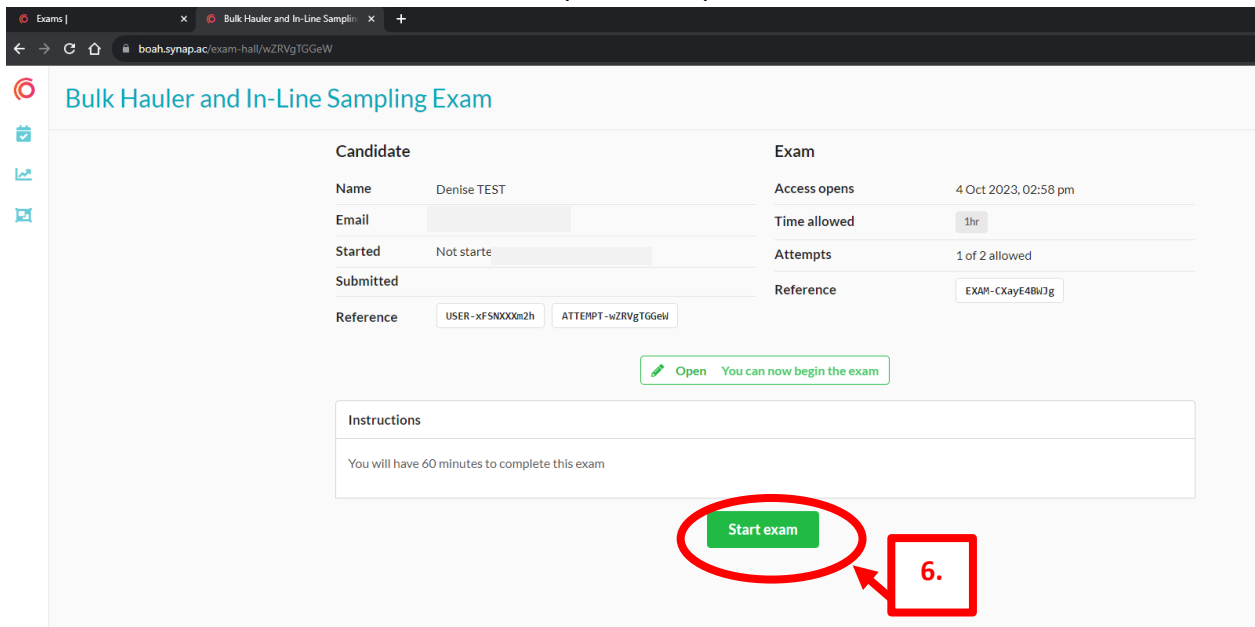 Exams |
Bulk Hauler and In-Line Samplin
boah.synap.ac/exam-hall/wZRVgTGGeW
Bulk Hauler and In-Line Sampling Exam
Candidate
Name Denise TEST
Email
Started Not starte
Submitted
Reference USER-xFSNXXXm2h ATTEMPT-wZRVgTGGeW
Exam
Access opens 4 Oct 2023, 02:58 pm
Time allowed 1hr
Attempts 1 of 2 allowed
Reference EXAM-CXayE4BWJg
Open You can now begin the exam
Instructions
You will have 60 minutes to complete this exam
Start exam
6.